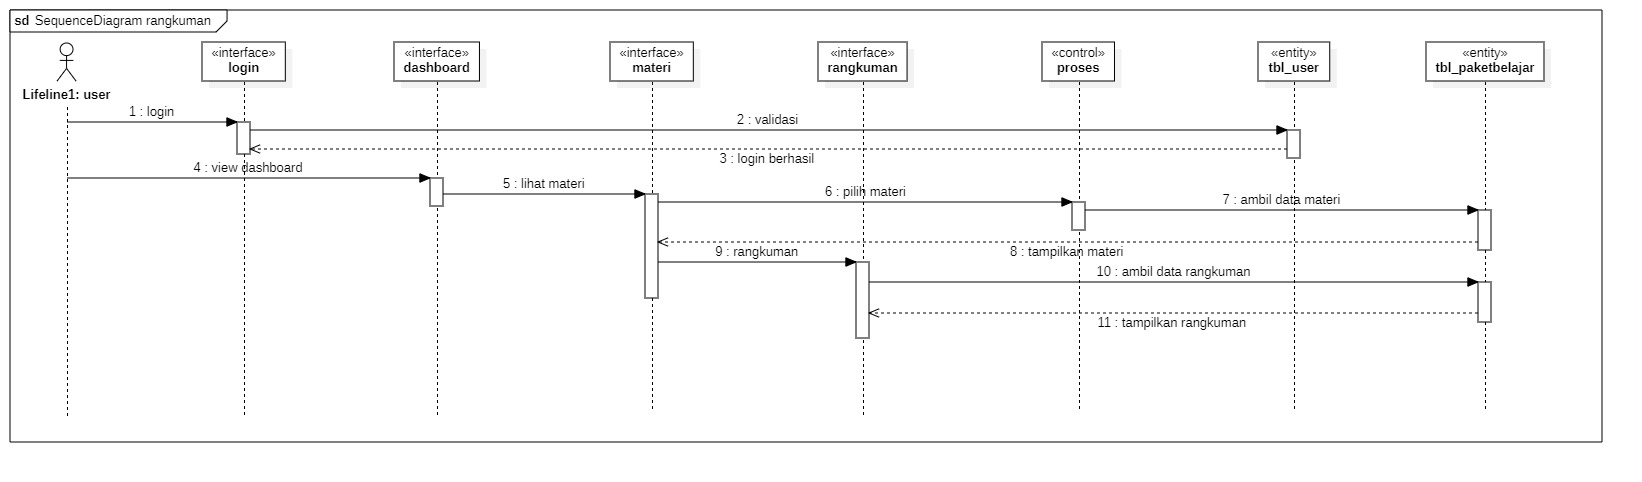 sd SequenceDiagram rangkuman
Lifeline1: user
«interface»
login
«interface»
dashboard
«interface»
materi
«interface»
rangkuman
«control»
proses
«entity»
tbl_user
«entity»
tbl_paketbelajar
1 : login
2 : validasi
3 : login berhasil
4 : view dashboard
5 : lihat materi
6 : pilih materi
7 : ambil data materi
8 : tampilkan materi
9 : rangkuman
10 : ambil data rangkuman
11 : tampilkan rangkuman